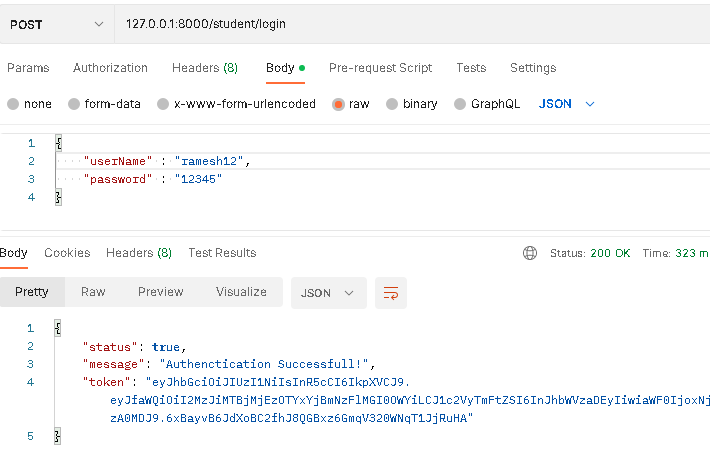 POST 127.0.0.1:8000/student/login
Params Authorization Headers (8) Body Pre-request Script Tests Settings
none form-data x-www-form-urlencoded raw binary GraphQL JSON
1 {
2 "userName" : "ramesh12",
3 "password" : "12345"
4 }
Body Cookies Headers (8) Test Results Status: 200 OK Time: 323 m
Pretty Raw Preview Visualize JSON
1 {
2 "status": true,
3 "message": "Authenctication Successfull!",
4 "token": "eyJhbGciOiJIUzI1NiIsInR5cCI6IkpXVCJ9.
eyJfaWQiOiI2MzJiMTBjMjEzOTYxYjBmNzFlMGI0OWYiLCJ1c2VyTmFtZSI6InJhbWVzaDEyIiwiaWF0IjoxNj
zA0MDJ9.6xBayvB6JdXoBC2fhJ8QGBxz6GmqV320WNqT1JjRuHA"
5 }